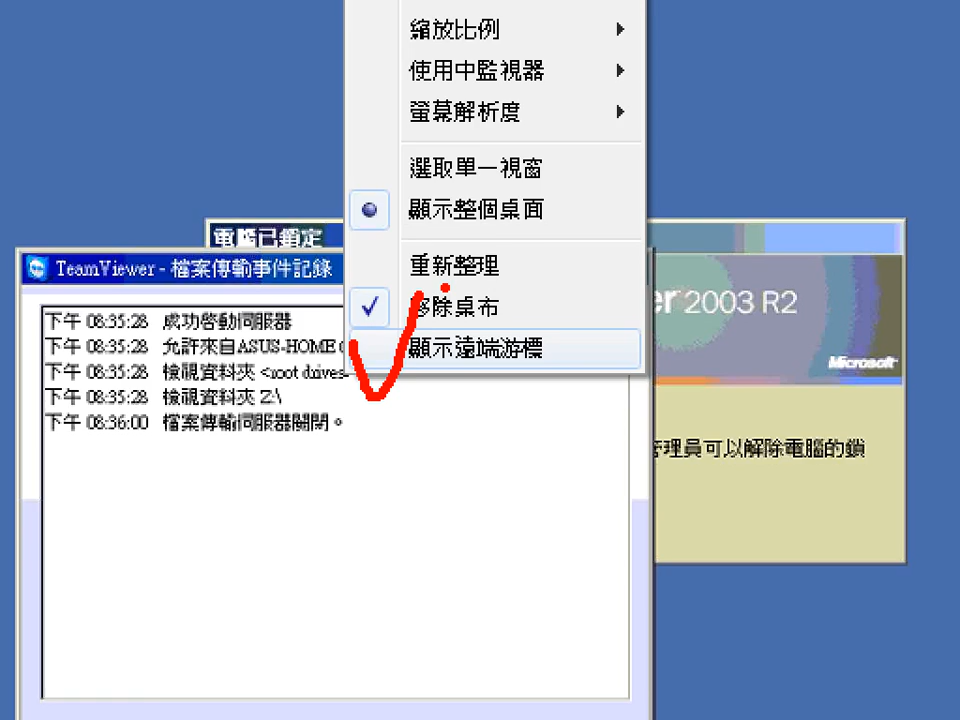 縮放比例
使用中監視器
螢幕解析度
選取單一視窗
顯示整個桌面
重新整理
移除桌布
顯示遠端游標
電腦已鎖定
TeamViewer - 檔案傳輸事件記錄
下午 08:35:28 成功啓動伺服器
下午 08:35:28 允許來自ASUS-HOME
下午 08:35:28 檢視資料夾 <root drives
下午 08:35:28 檢視資料夾 Z:\
下午 08:36:00 檔案傳輸伺服器關閉。
er 2003 R2
Microsoft
管理員可以解除電腦的鎖